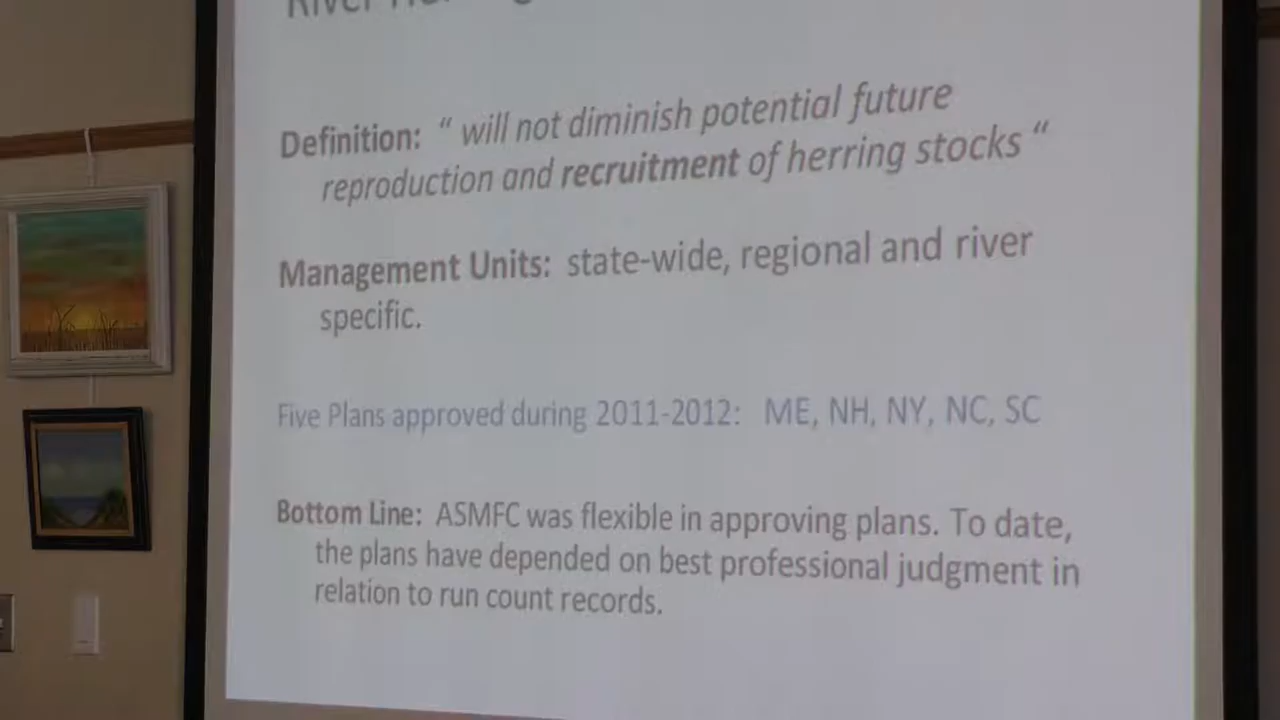 River
Definition: “ will not diminish potential future
reproduction and recruitment of herring stocks “
Management Units: state-wide, regional and river
specific.
Five Plans approved during 2011-2012: ME, NH, NY, NC, SC
Bottom Line: ASMFC was flexible in approving plans. To date,
the plans have depended on best professional judgment in
relation to run count records.